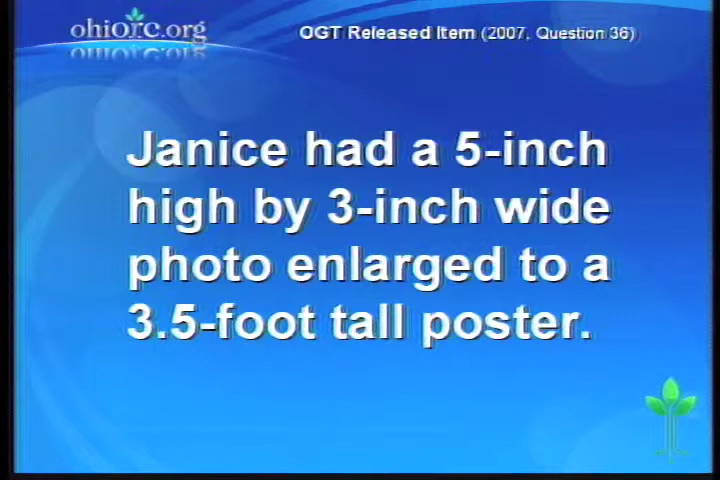 ohiorc.org
OGT Released Item (2007, Question 36)
Janice had a 5-inch
high by 3-inch wide
photo enlarged to a
3.5-foot tall poster.